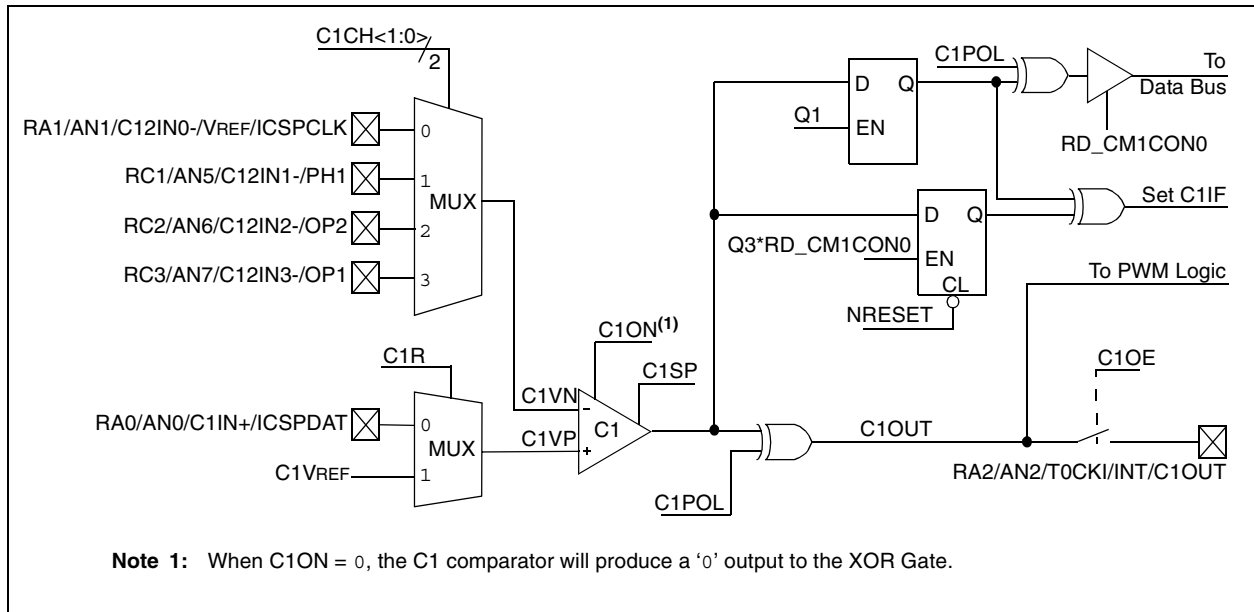 C1CH<1:0>
2
RA1/AN1/C12IN0-/VREF/ICSPCLK
0
RC1/AN5/C12IN1-/PH1
1
MUX
RC2/AN6/C12IN2-/OP2
2
RC3/AN7/C12IN3-/OP1
3
C1R
RA0/AN0/C1IN+/ICSPDAT
0
MUX
C1VREF
1
C1ON(1)
C1SP
C1VN
-
C1
C1VP
+
C1POL
D
Q
Q1
EN
C1POL
To
Data Bus
RD_CM1CON0
D
Q
Q3*RD_CM1CON0
EN
CL
NRESET
Set C1IF
To PWM Logic
C1OE
C1OUT
RA2/AN2/T0CKI/INT/C1OUT
Note 1: When C1ON = 0, the C1 comparator will produce a ‘0’ output to the XOR Gate.